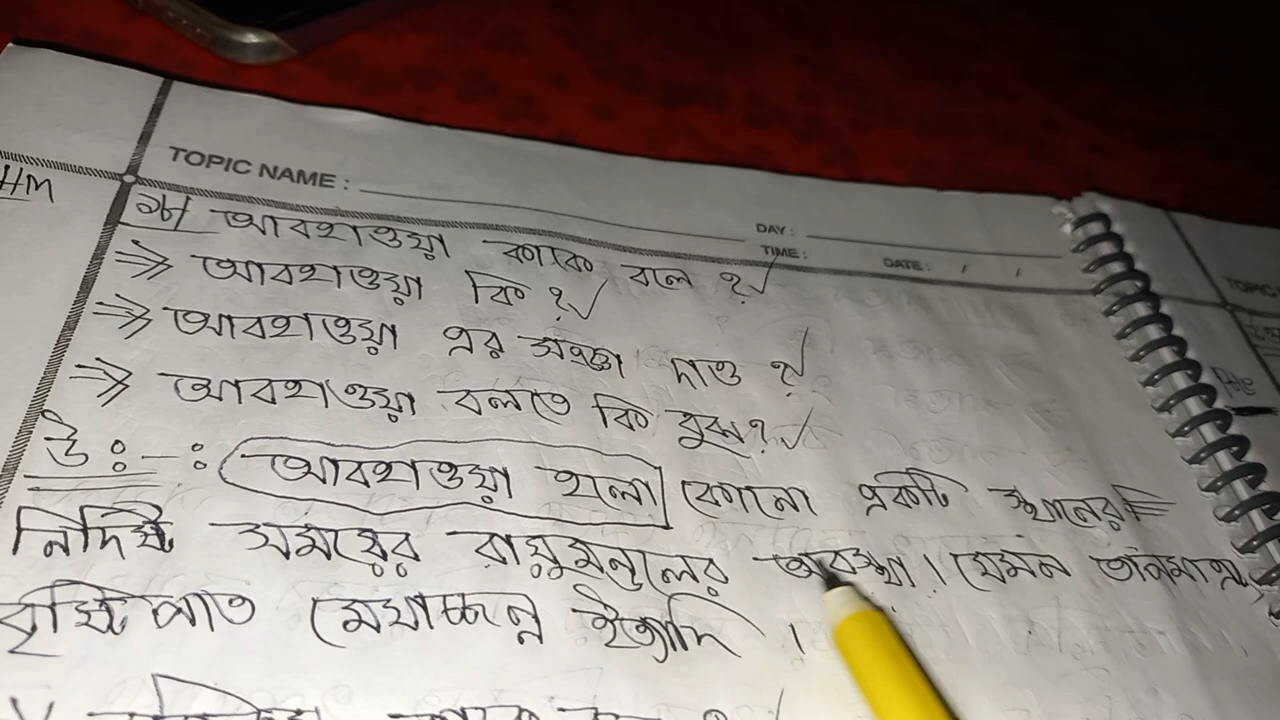 TOPIC NAME :
DAY :
TIME :
DATE : / /
HM
১৮/ আবহাওয়া কাকে বলে ?
⇒ আবহাওয়া কি ?
⇒ আবহাওয়া এর সংজ্ঞা দাও ?
⇒ আবহাওয়া বলতে কি বুঝ ?
উঃ-: আবহাওয়া হলো কোনো একটি স্থানের
নির্দিষ্ট সময়ের বায়ুমন্ডলের অবস্থা । যেমন তাপমাত্রা
বৃষ্টিপাত মেঘাচ্ছন্ন ইত্যাদি ।